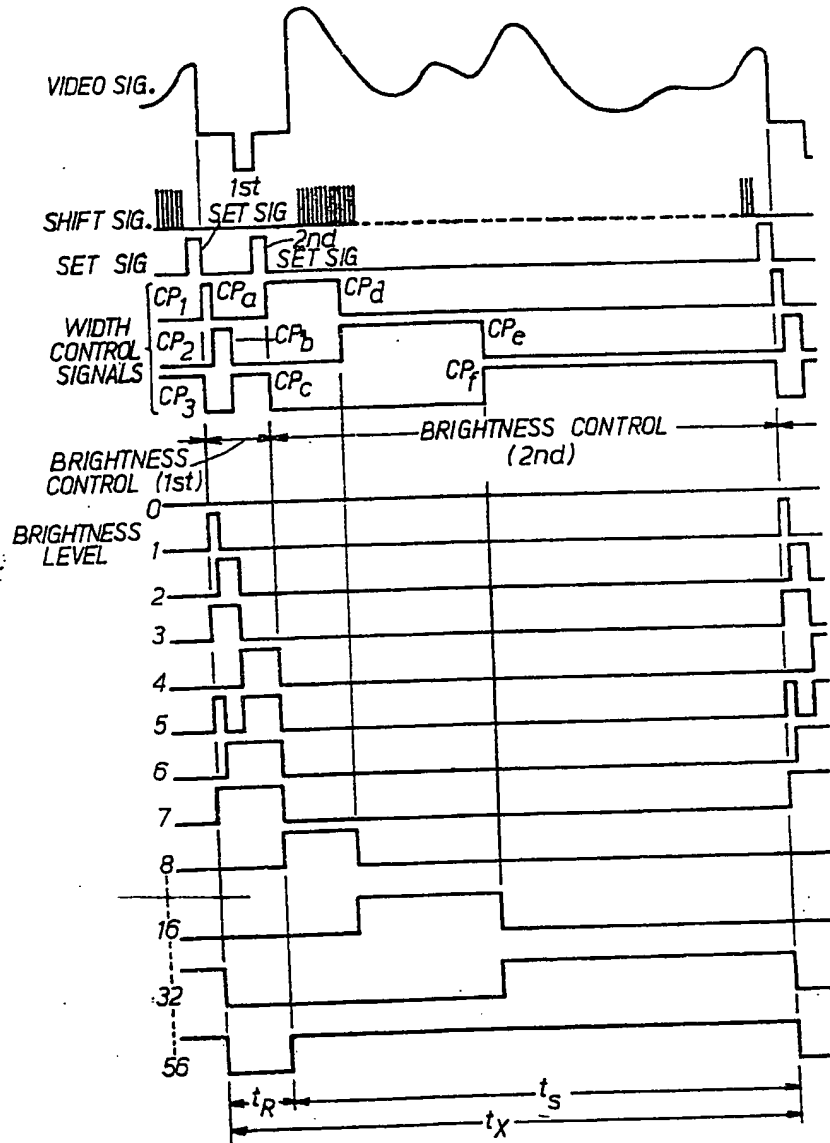 VIDEO SIG.
1st
SET SIG
SHIFT SIG.
2nd
SET SIG
SET SIG
CP1 CPa CPd
WIDTH
CONTROL
SIGNALS
CP2 CPb CPe
CP3 CPc CPf
BRIGHTNESS CONTROL
(2nd)
BRIGHTNESS
CONTROL (1st)
0
BRIGHTNESS
LEVEL
1
2
3
4
5
6
7
8
16
32
56
tR tS
tX